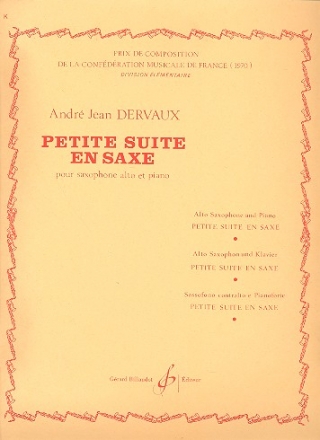 PRIX DE COMPOSITION
DE LA CONFÉDÉRATION MUSICALE DE FRANCE (1976)
DIVISION ÉLÉMENTAIRE
André Jean DERVAUX
PETITE SUITE
EN SAXE
pour saxophone alto et piano
Alto Saxophone and Piano
PETITE SUITE EN SAXE
Alto Saxophon und Klavier
PETITE SUITE EN SAXE
Sassofono contralto e Pianoforte
PETITE SUITE EN SAXE
Gérard Billaudot Editeur